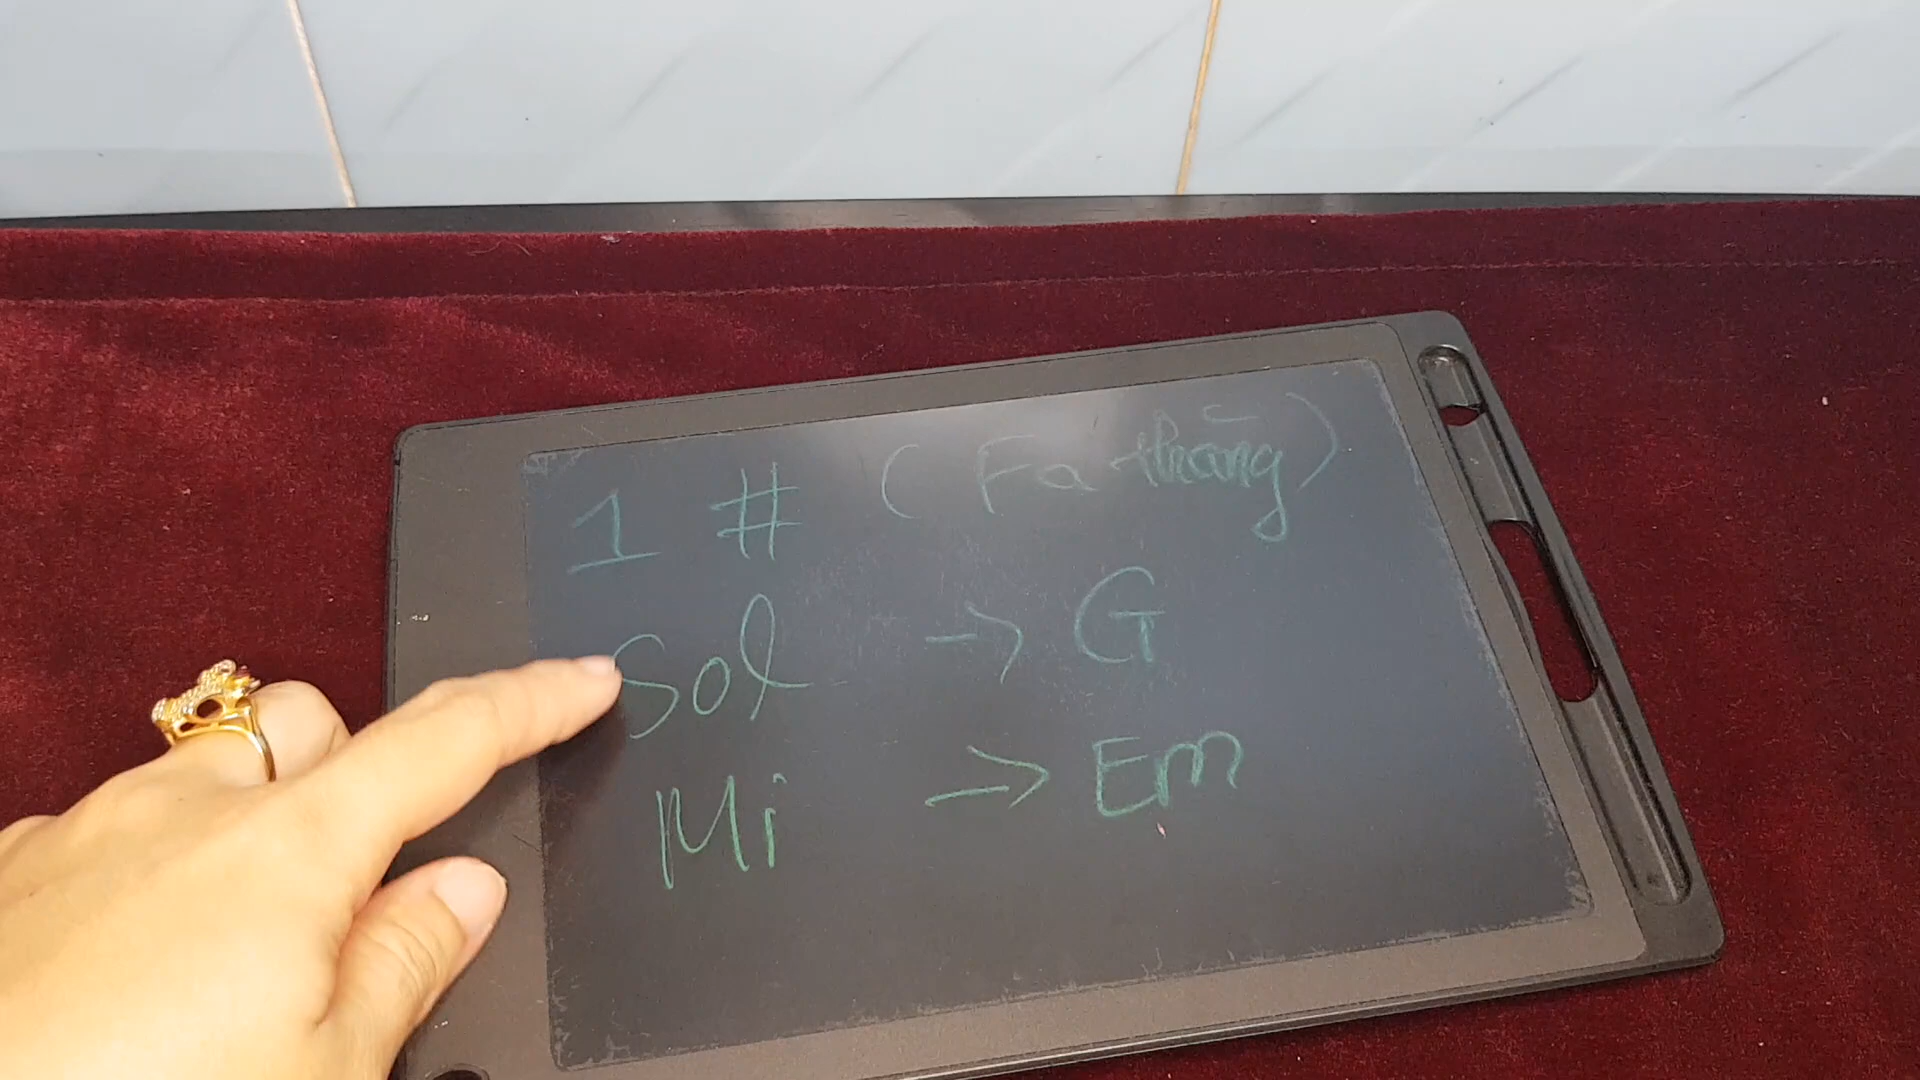 1 # (Fa thăng)
Sol → G
Mi → Em